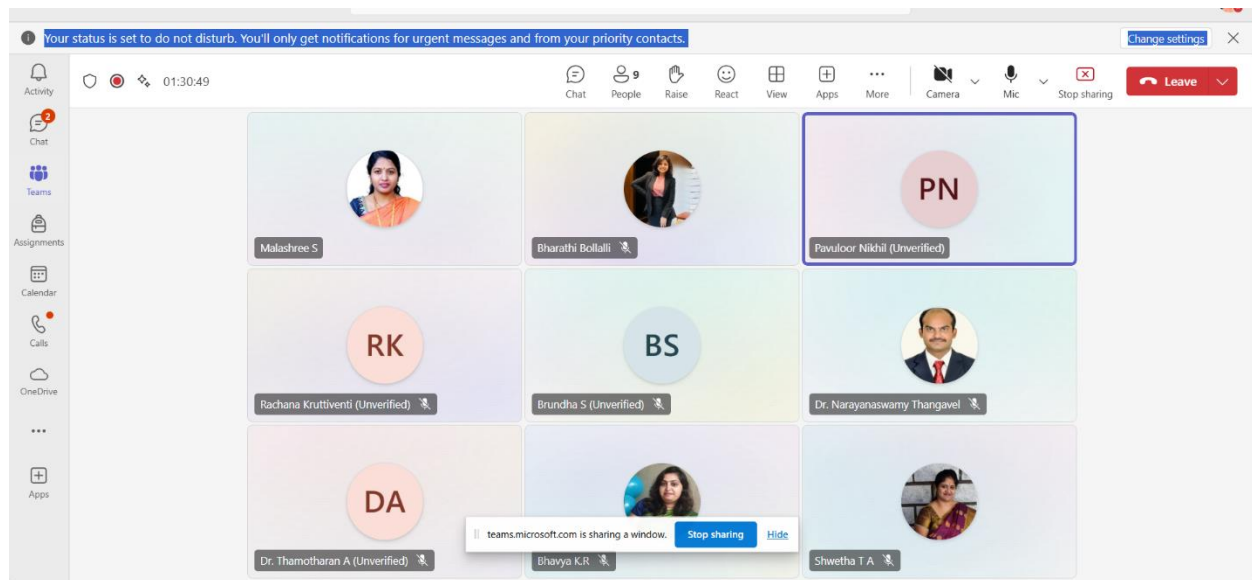 Your status is set to do not disturb. You'll only get notifications for urgent messages and from your priority contacts.
Change settings
Activity
01:30:49
Chat
9
People
Raise
React
View
Apps
More
Camera
Mic
Stop sharing
Leave
2
Chat
Teams
Assignments
Calendar
Calls
OneDrive
Apps
Malashree S
Bharathi Bollalli
PN
Pavuloor Nikhil (Unverified)
RK
Rachana Kruttiventi (Unverified)
BS
Brundha S (Unverified)
Dr. Narayanaswamy Thangavel
DA
Dr. Thamotharan A (Unverified)
teams.microsoft.com is sharing a window.
Stop sharing
Hide
Bhavya K.R
Shwetha T A